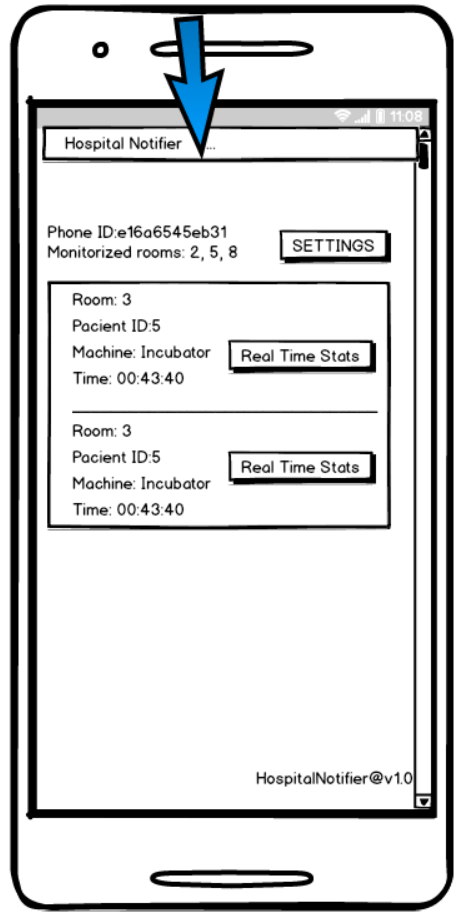 11:08
Hospital Notifier ...
Phone ID:e16a6545eb31
Monitorized rooms: 2, 5, 8
SETTINGS
Room: 3
Pacient ID:5
Machine: Incubator
Time: 00:43:40
Real Time Stats
Room: 3
Pacient ID:5
Machine: Incubator
Time: 00:43:40
Real Time Stats
HospitalNotifier@v1.0